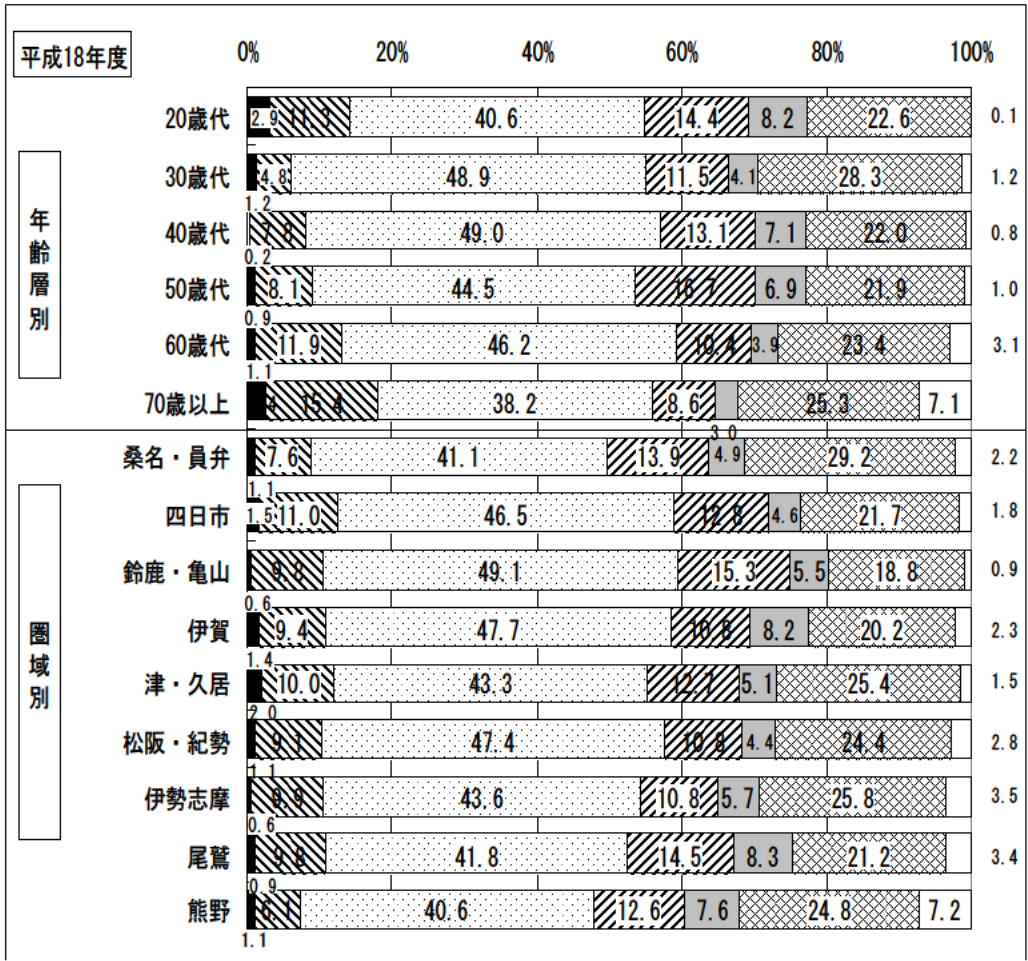 平成18年度 0% 20% 40% 60% 80% 100%
20歳代 2.9 11.3 40.6 14.4 8.2 22.6 0.1
30歳代 4.8 48.9 11.5 4.1 28.3 1.2
1.2
40歳代 7.8 49.0 13.1 7.1 22.0 0.8
0.2
50歳代 8.1 44.5 16.7 6.9 21.9 1.0
0.9
60歳代 11.9 46.2 10.4 3.9 23.4 3.1
1.1
70歳以上 4 15.4 38.2 8.6 25.3 7.1
3.0
年齢層別
桑名・員弁 7.6 41.1 13.9 4.9 29.2 2.2
1.1
四日市 1.5 11.0 46.5 12.8 4.6 21.7 1.8
鈴鹿・亀山 9.8 49.1 15.3 5.5 18.8 0.9
0.6
伊賀 9.4 47.7 10.8 8.2 20.2 2.3
1.4
津・久居 10.0 43.3 12.7 5.1 25.4 1.5
2.0
松阪・紀勢 9.1 47.4 10.8 4.4 24.4 2.8
1.1
伊勢志摩 9.9 43.6 10.8 5.7 25.8 3.5
0.6
尾鷲 9.8 41.8 14.5 8.3 21.2 3.4
0.9
熊野 6.1 40.6 12.6 7.6 24.8 7.2
1.1
圏域別